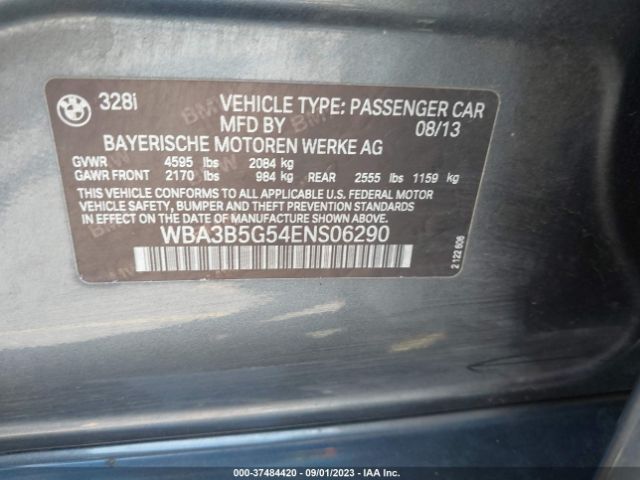 328i VEHICLE TYPE: PASSENGER CAR
MFD BY 08/13
BAYERISCHE MOTOREN WERKE AG
GVWR 4595 lbs 2084 kg
GAWR FRONT 2170 lbs 984 kg REAR 2555 lbs 1159 kg
THIS VEHICLE CONFORMS TO ALL APPLICABLE U.S. FEDERAL MOTOR
VEHICLE SAFETY, BUMPER AND THEFT PREVENTION STANDARDS
IN EFFECT ON THE DATE OF MANUFACTURE SHOWN ABOVE.
WBA3B5G54ENS06290
2 122 606
000-37484420 - 09/01/2023 - IAA Inc.